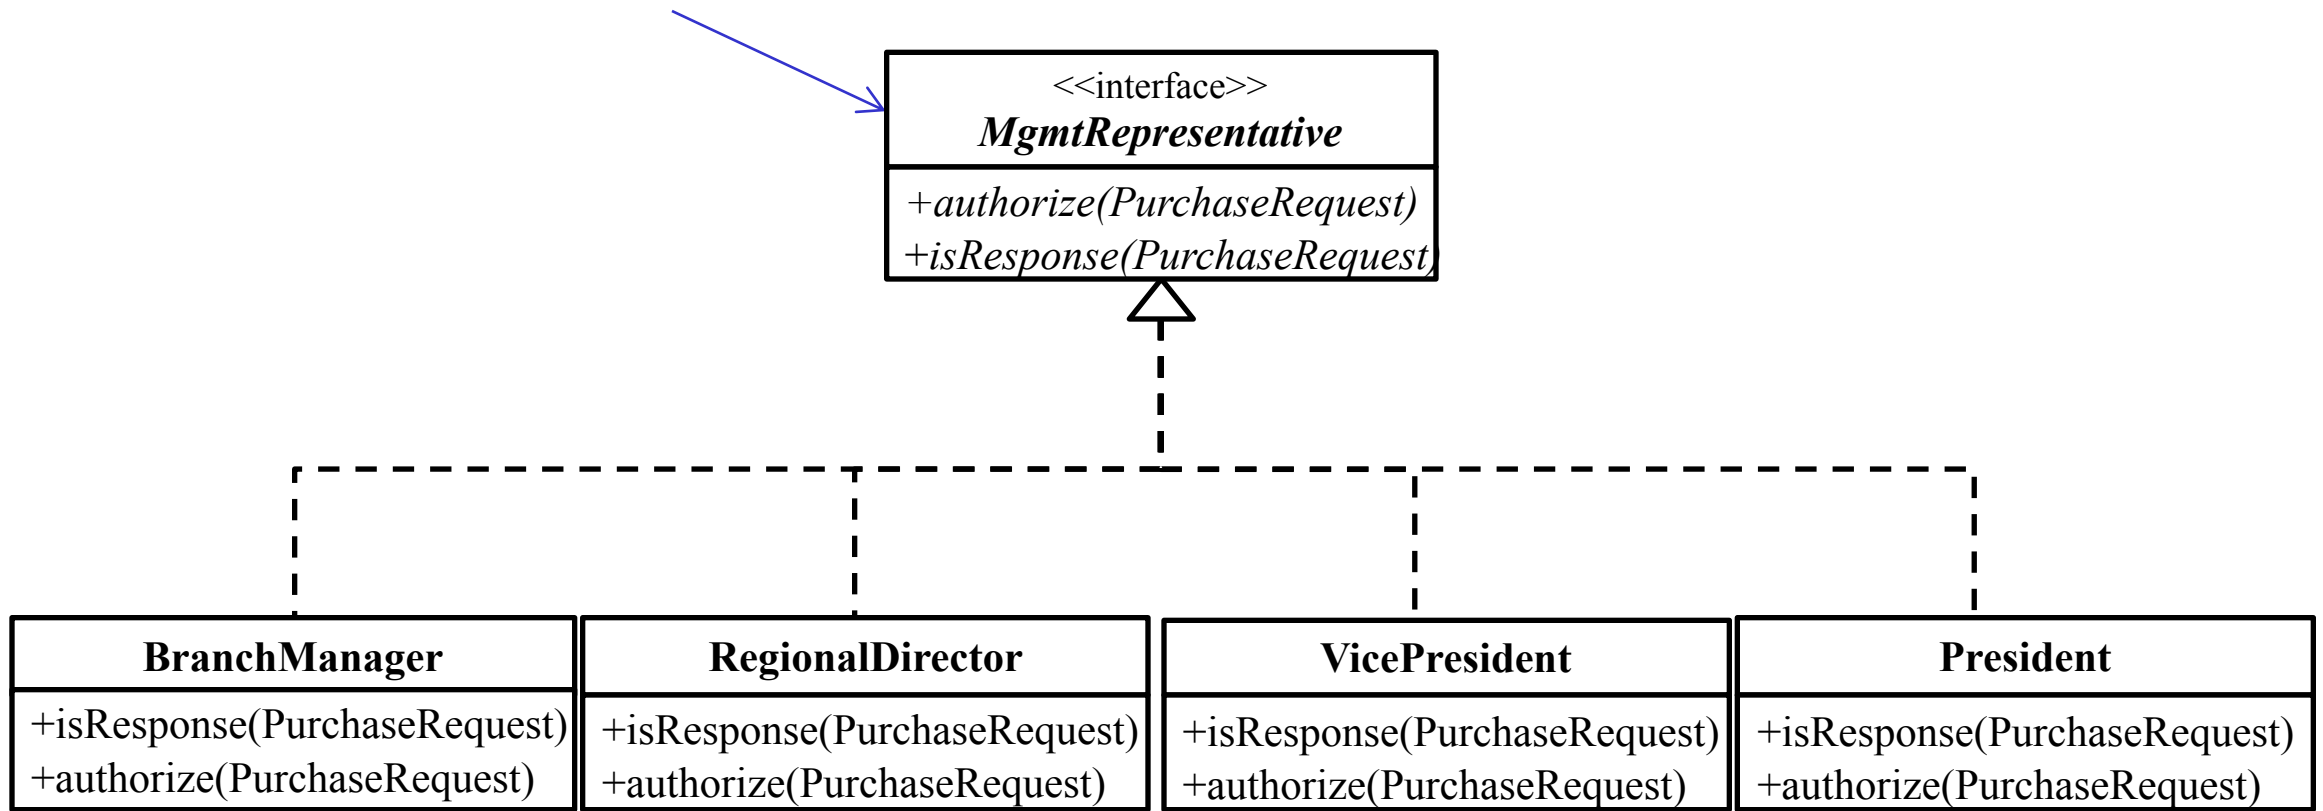 <<interface>>
MgmtRepresentative
+authorize(PurchaseRequest)
+isResponse(PurchaseRequest)
BranchManager
+isResponse(PurchaseRequest)
+authorize(PurchaseRequest)
RegionalDirector
+isResponse(PurchaseRequest)
+authorize(PurchaseRequest)
VicePresident
+isResponse(PurchaseRequest)
+authorize(PurchaseRequest)
President
+isResponse(PurchaseRequest)
+authorize(PurchaseRequest)